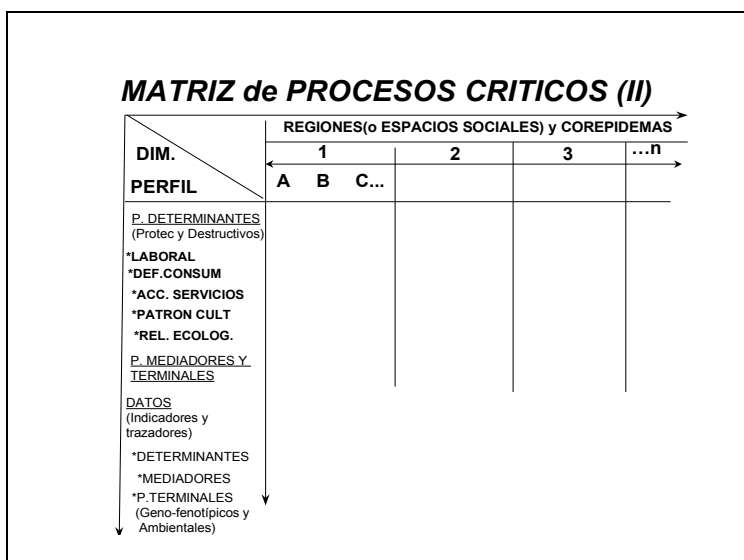 MATRIZ de PROCESOS CRITICOS (II)
REGIONES(o ESPACIOS SOCIALES) y COREPIDEMAS
DIM.
PERFIL
1
2
3
...n
A B C...
P. DETERMINANTES
(Protec y Destructivos)
*LABORAL
*DEF.CONSUM
*ACC. SERVICIOS
*PATRON CULT
*REL. ECOLOG.
P. MEDIADORES Y
TERMINALES
DATOS
(Indicadores y
trazadores)
*DETERMINANTES
*MEDIADORES
*P.TERMINALES
(Geno-fenotípicos y
Ambientales)